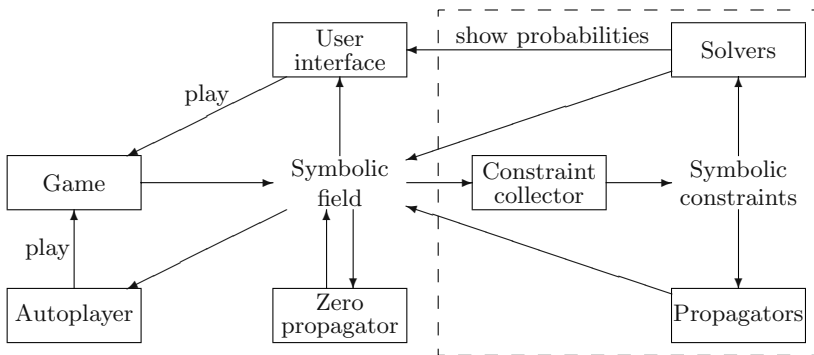 User
interface
show probabilities
Solvers
play
Game
Symbolic
field
Constraint
collector
Symbolic
constraints
play
Autoplayer
Zero
propagator
Propagators